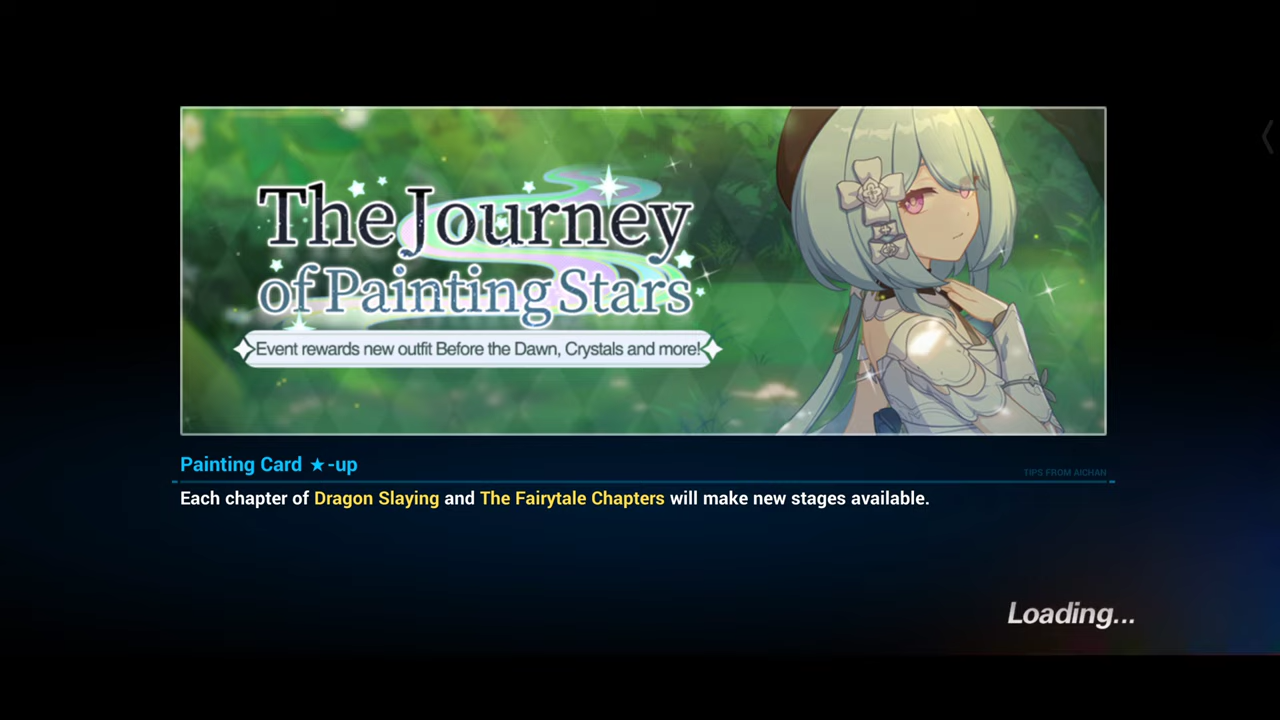 The Journey
of Painting Stars
Event rewards new outfit Before the Dawn, Crystals and more!
Painting Card ★-up
TIPS FROM AICHAN
Each chapter of Dragon Slaying and The Fairytale Chapters will make new stages available.
Loading...